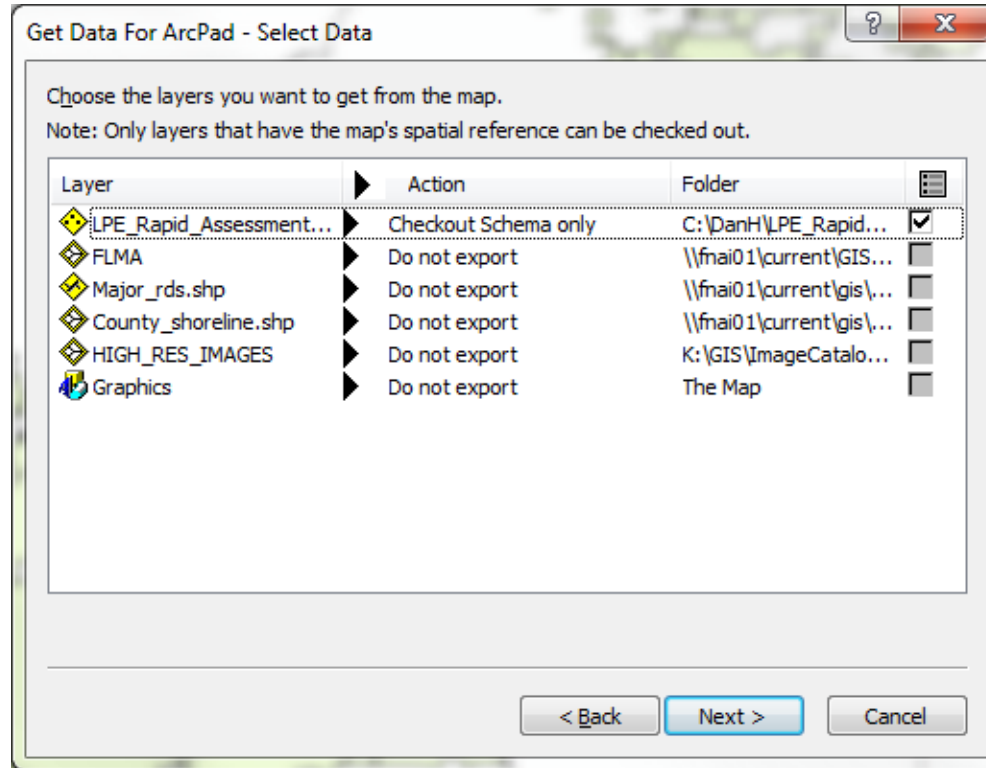 Get Data For ArcPad - Select Data
Choose the layers you want to get from the map.
Note: Only layers that have the map's spatial reference can be checked out.
Layer Action Folder
LPE_Rapid_Assessment... Checkout Schema only C:\DanH\LPE_Rapid...
FLMA Do not export \\fnai01\current\GIS...
Major_rds.shp Do not export \\fnai01\current\gis\...
County_shoreline.shp Do not export \\fnai01\current\gis\...
HIGH_RES_IMAGES Do not export K:\GIS\ImageCatalo...
Graphics Do not export The Map
< Back Next > Cancel